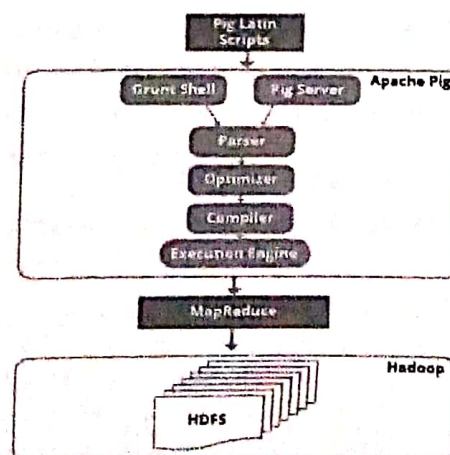 Pig Latin
Scripts
Apache Pig
Grunt Shell
Pig Server
Parser
Optimizer
Compiler
Execution Engine
MapReduce
Hadoop
HDFS